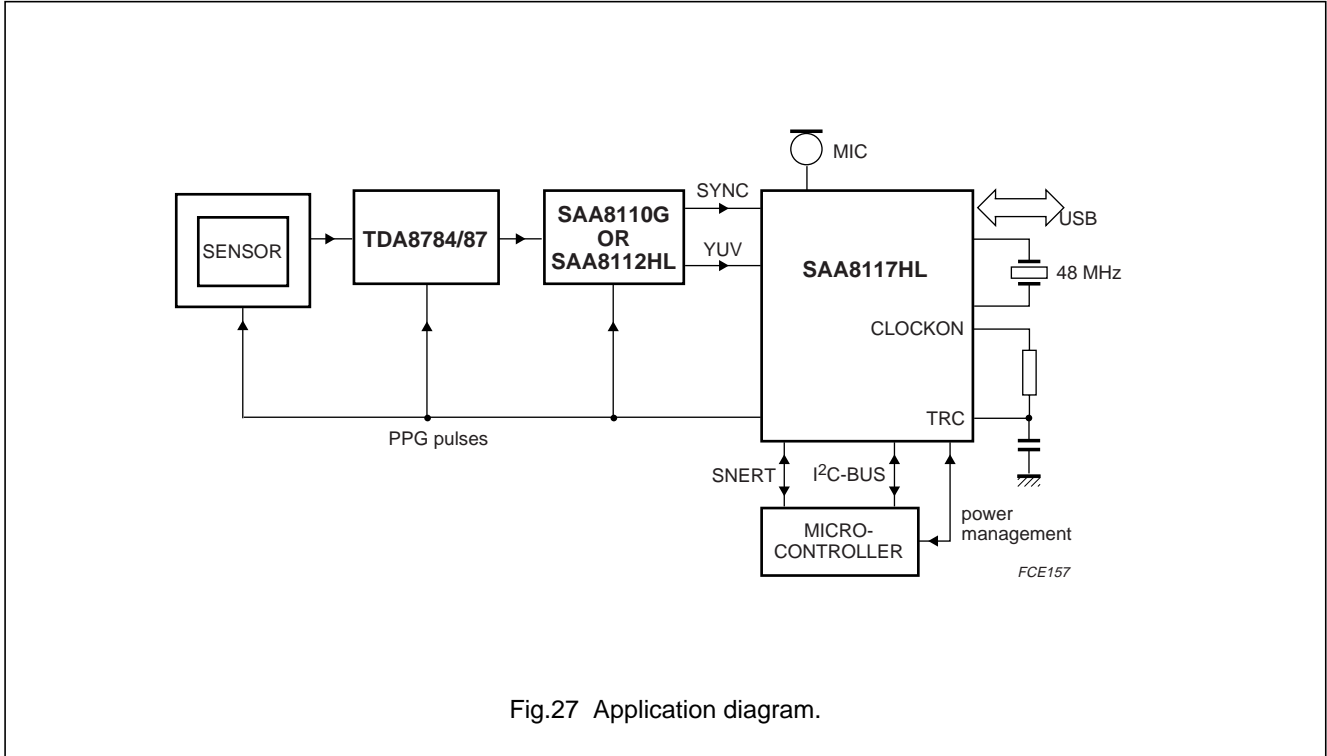 MIC
SYNC
SENSOR
TDA8784/87
SAA8110G
OR
SAA8112HL
YUV
SAA8117HL
USB
48 MHz
CLOCKON
TRC
PPG pulses
SNERT
I²C-BUS
power
management
MICRO-
CONTROLLER
FCE157
Fig.27 Application diagram.